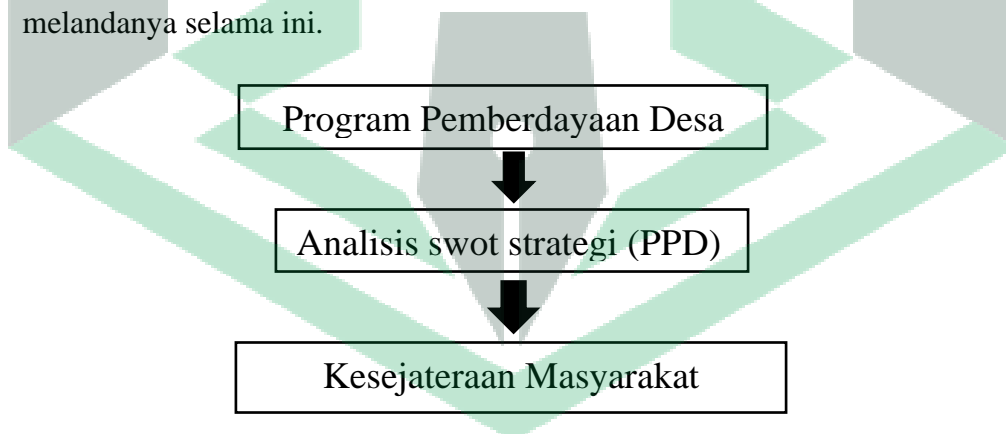 melandanya selama ini.
Program Pemberdayaan Desa
Analisis swot strategi (PPD)
Kesejateraan Masyarakat